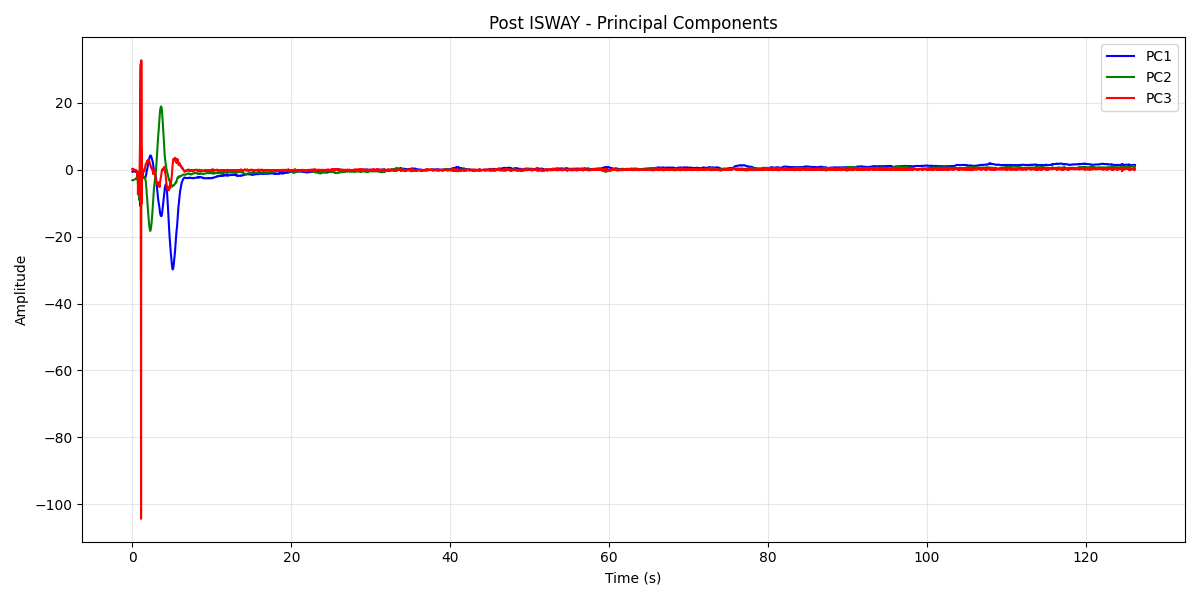 Post ISWAY - Principal Components
PC1
PC2
PC3
Amplitude
20
0
−20
−40
−60
−80
−100
0 20 40 60 80 100 120
Time (s)